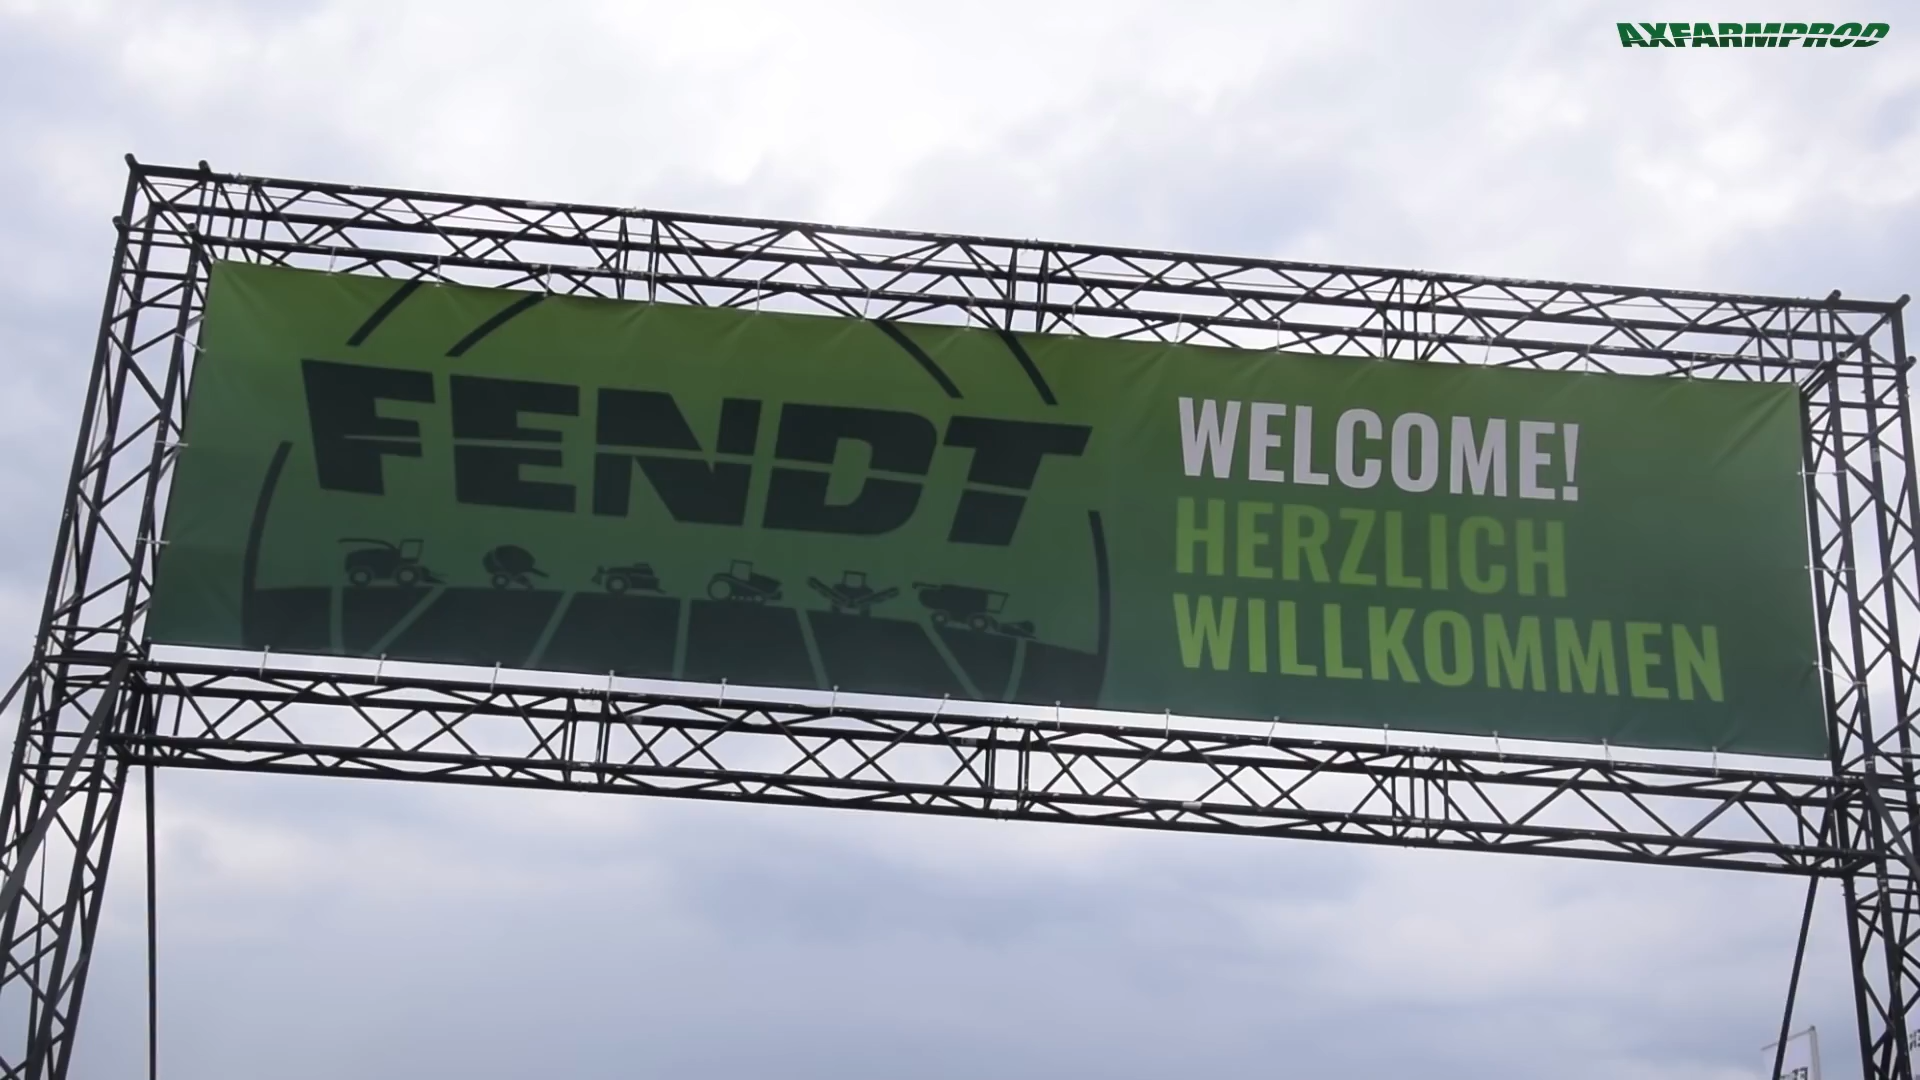 AXFARMPROD
FENDT
WELCOME!
HERZLICH
WILLKOMMEN